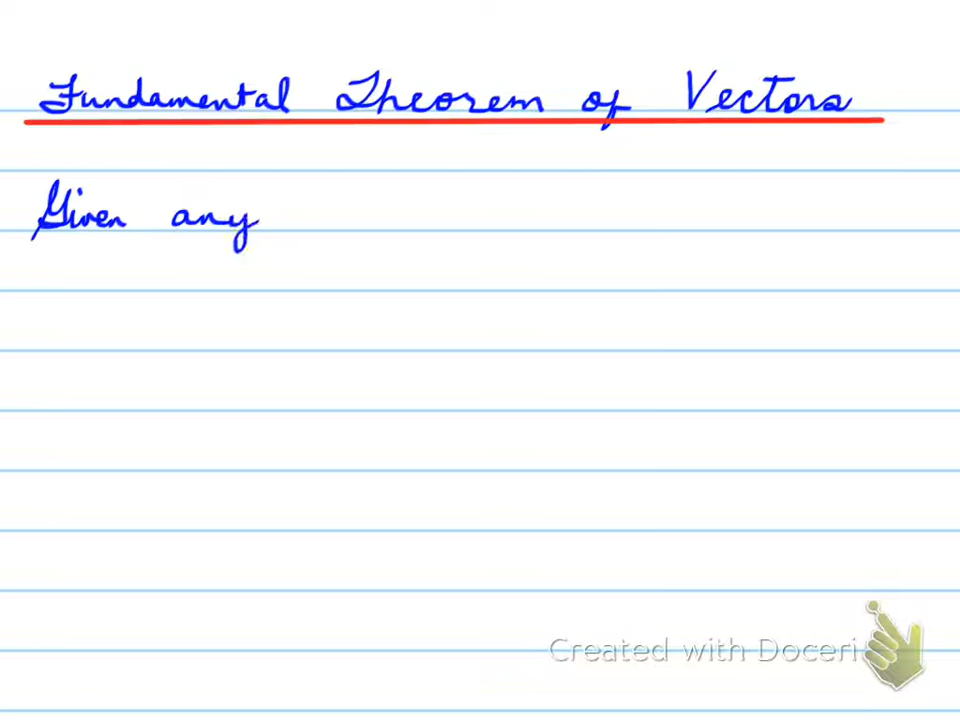 Fundamental Theorem of Vectors
Given any
Created with Doceri